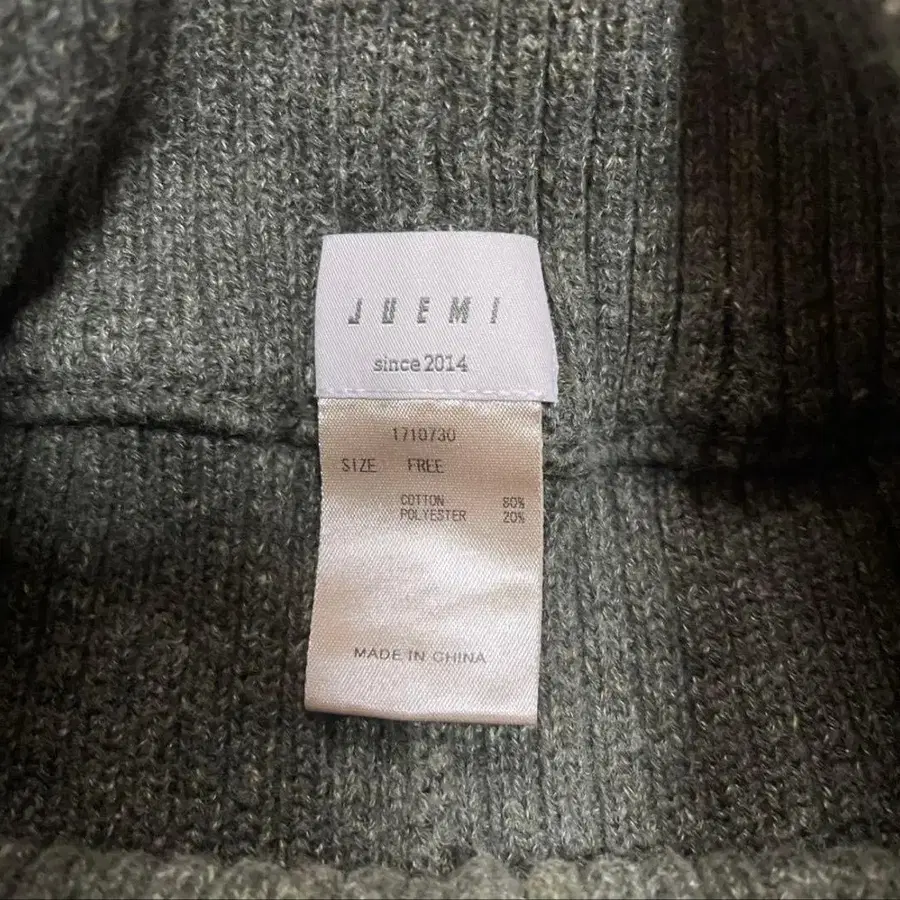 JUEMI
since 2014
1710730
SIZE FREE
COTTON 80%
POLYESTER 20%
MADE IN CHINA